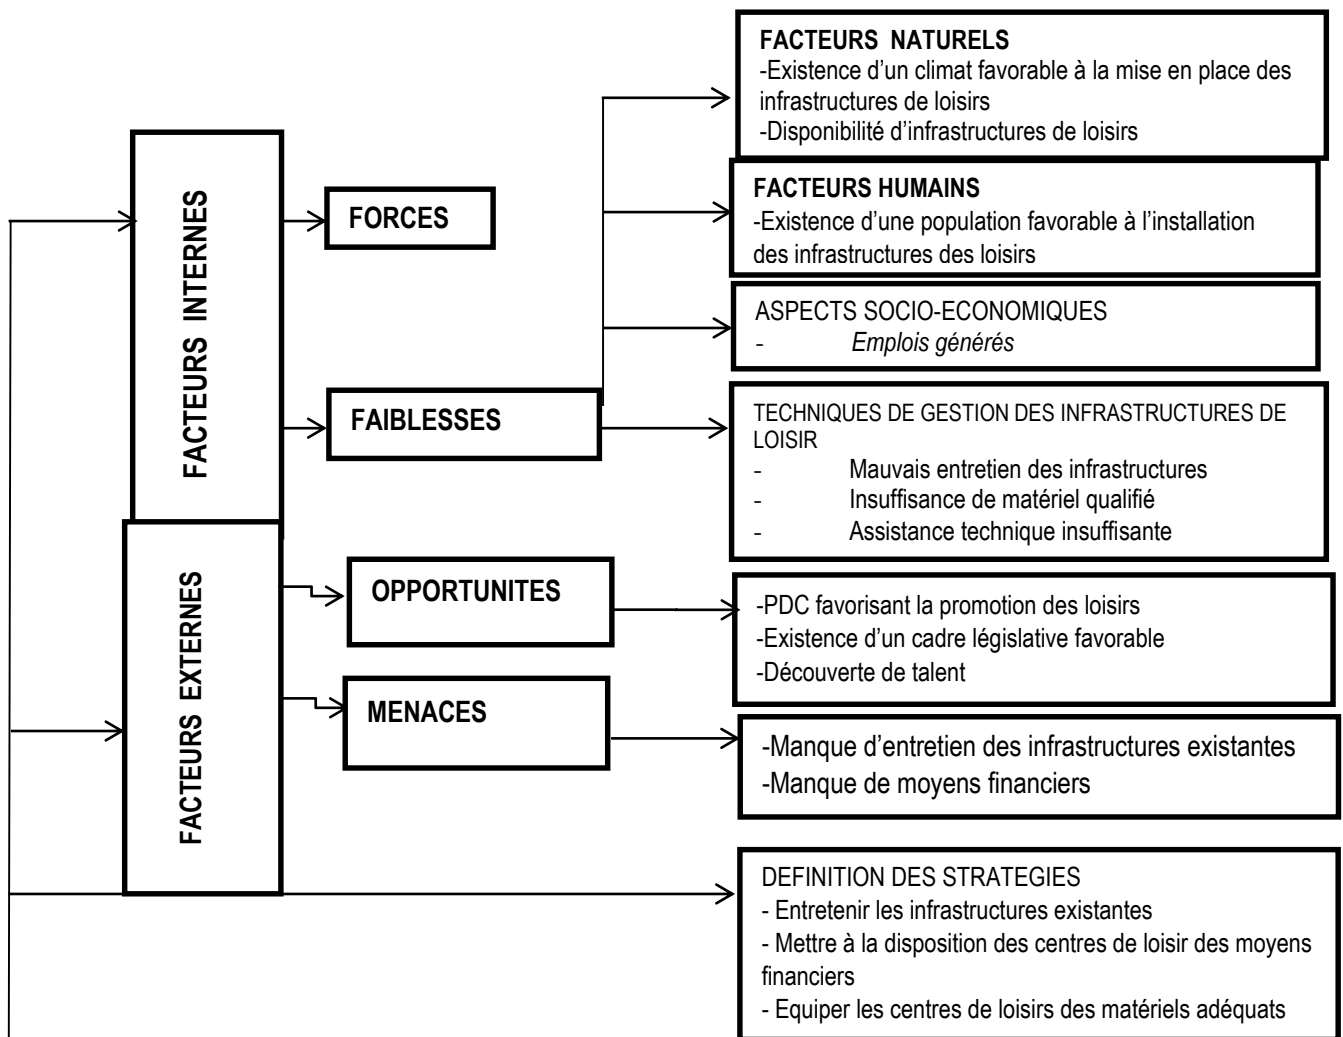 FACTEURS INTERNES
FORCES
FAIBLESSES
FACTEURS NATURELS
-Existence d’un climat favorable à la mise en place des
infrastructures de loisirs
-Disponibilité d’infrastructures de loisirs
FACTEURS HUMAINS
-Existence d’une population favorable à l’installation
des infrastructures des loisirs
ASPECTS SOCIO-ECONOMIQUES
- Emplois générés
TECHNIQUES DE GESTION DES INFRASTRUCTURES DE
LOISIR
- Mauvais entretien des infrastructures
- Insuffisance de matériel qualifié
- Assistance technique insuffisante
FACTEURS EXTERNES
OPPORTUNITES
-PDC favorisant la promotion des loisirs
-Existence d’un cadre législative favorable
-Découverte de talent
MENACES
-Manque d’entretien des infrastructures existantes
-Manque de moyens financiers
DEFINITION DES STRATEGIES
- Entretenir les infrastructures existantes
- Mettre à la disposition des centres de loisir des moyens
financiers
- Equiper les centres de loisirs des matériels adéquats